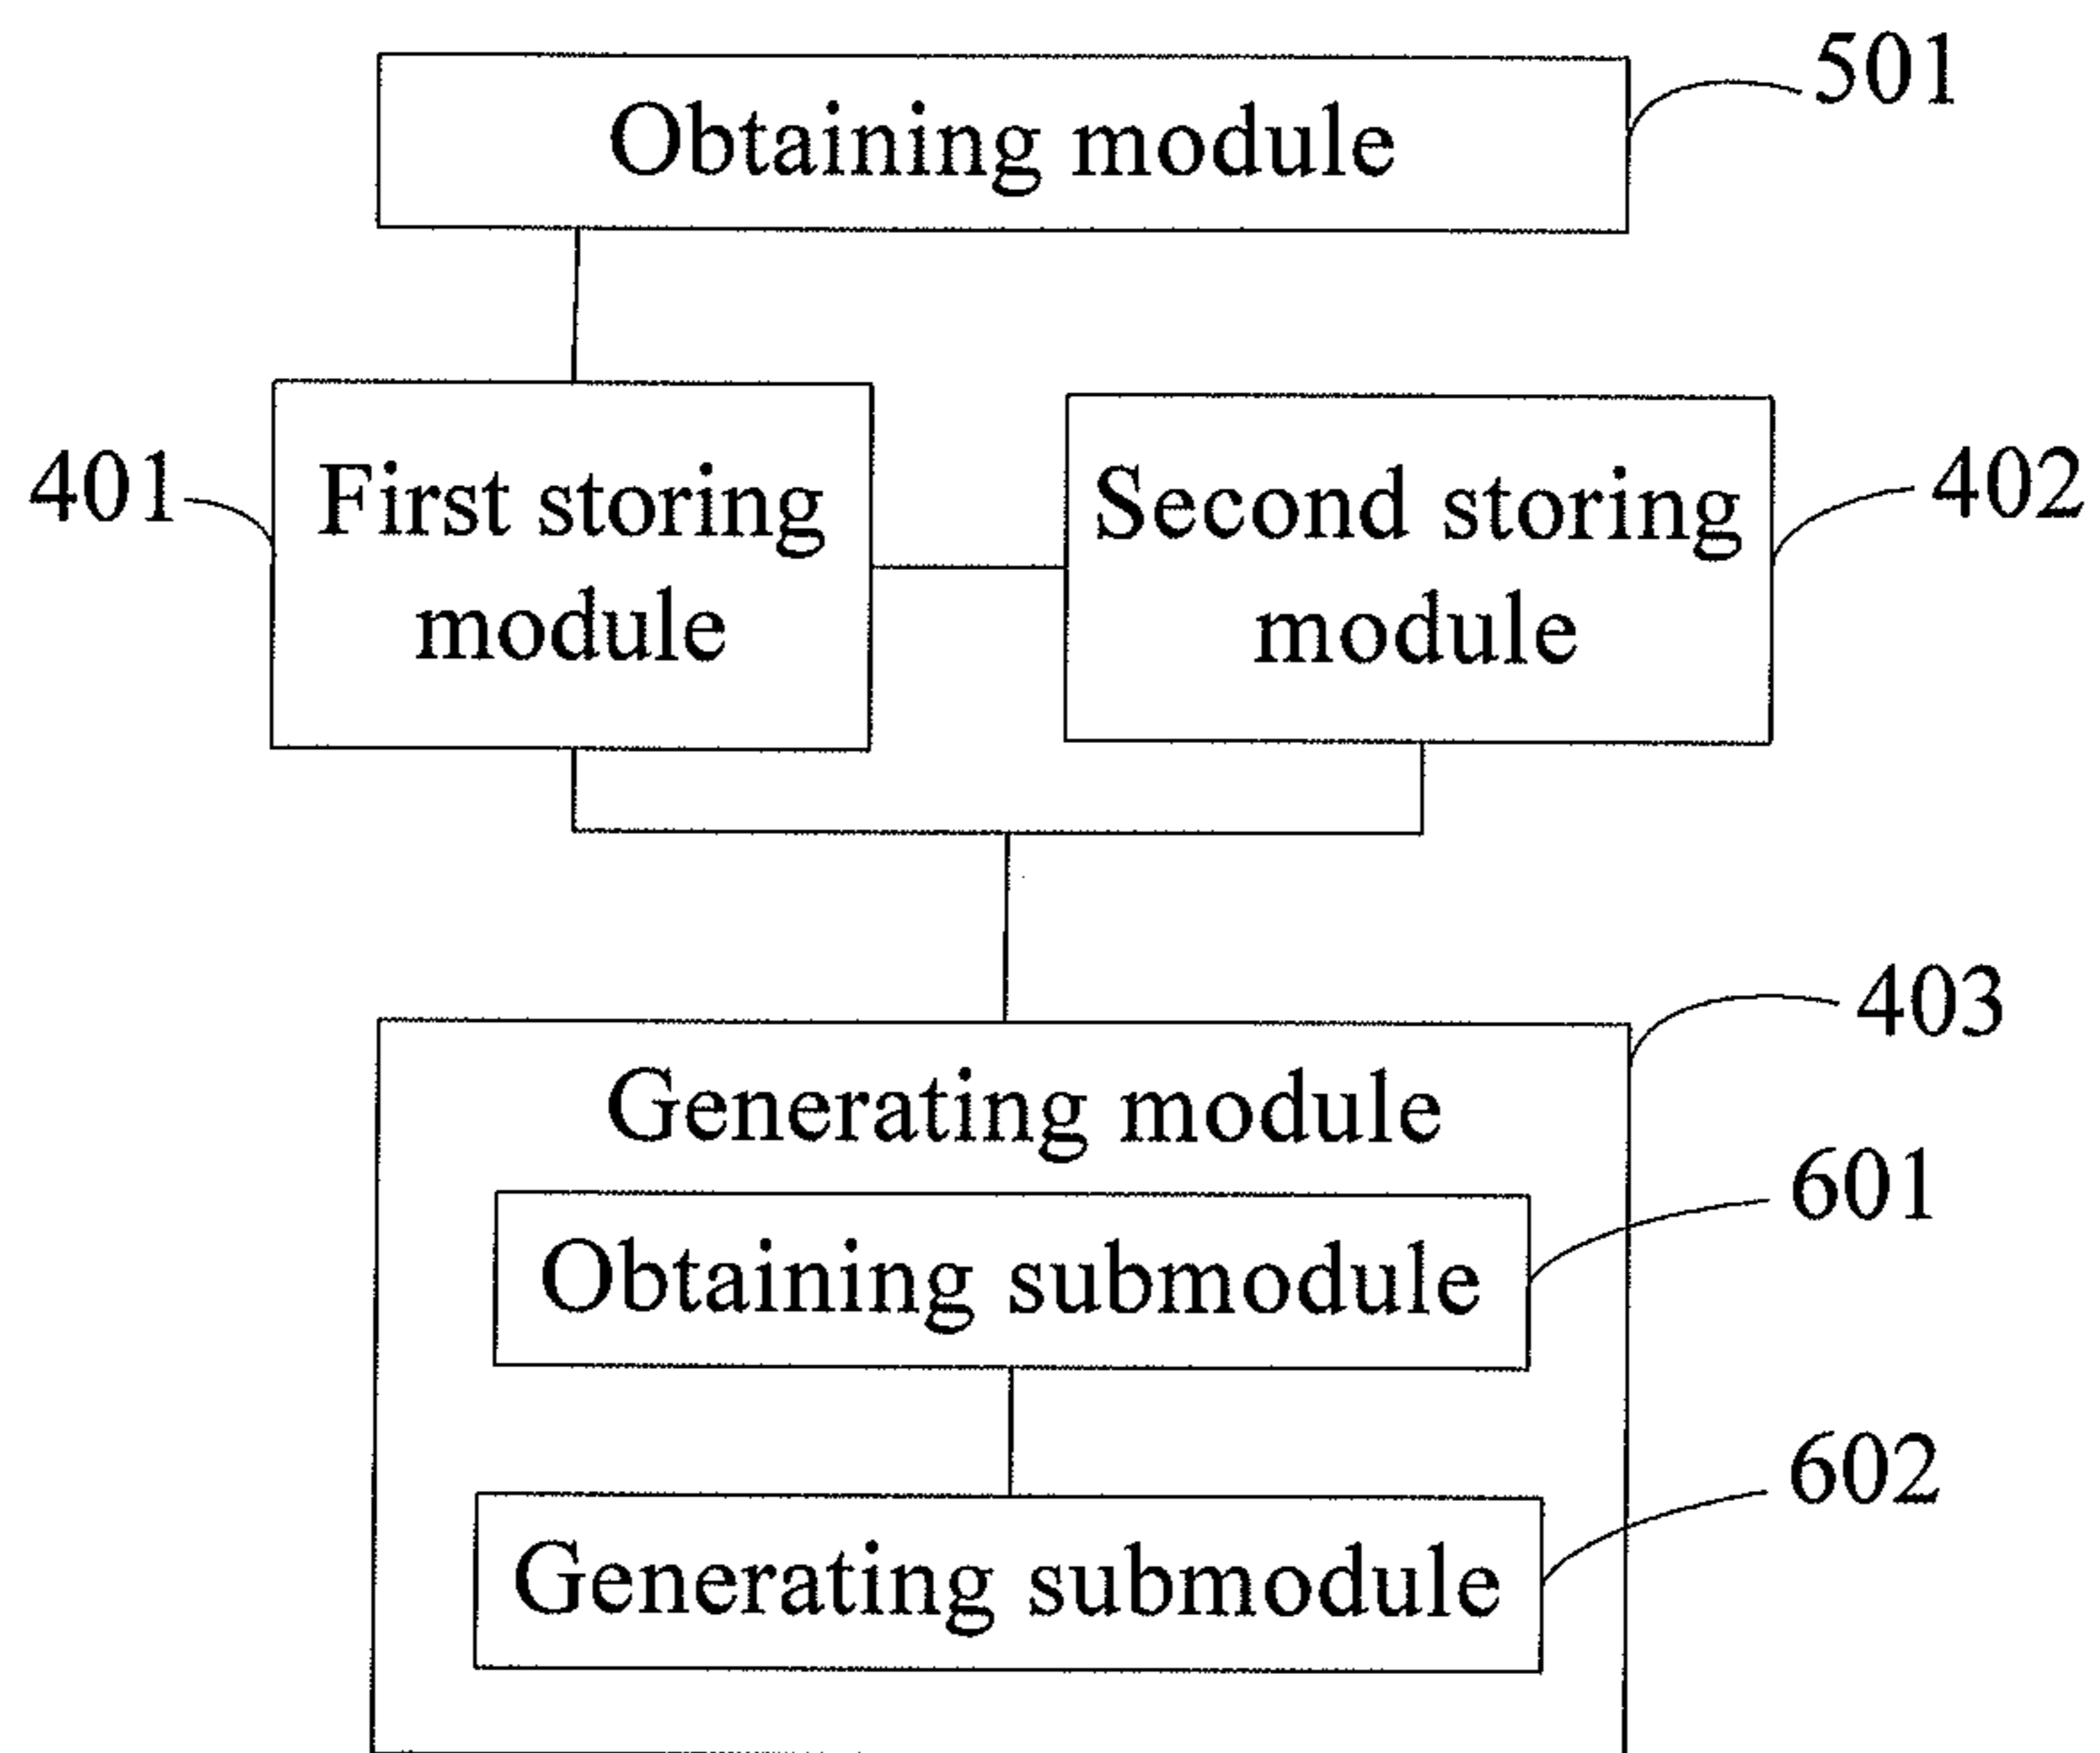 Obtaining module
501
401
First storing
module
Second storing
module
402
403
Generating module
601
Obtaining submodule
602
Generating submodule